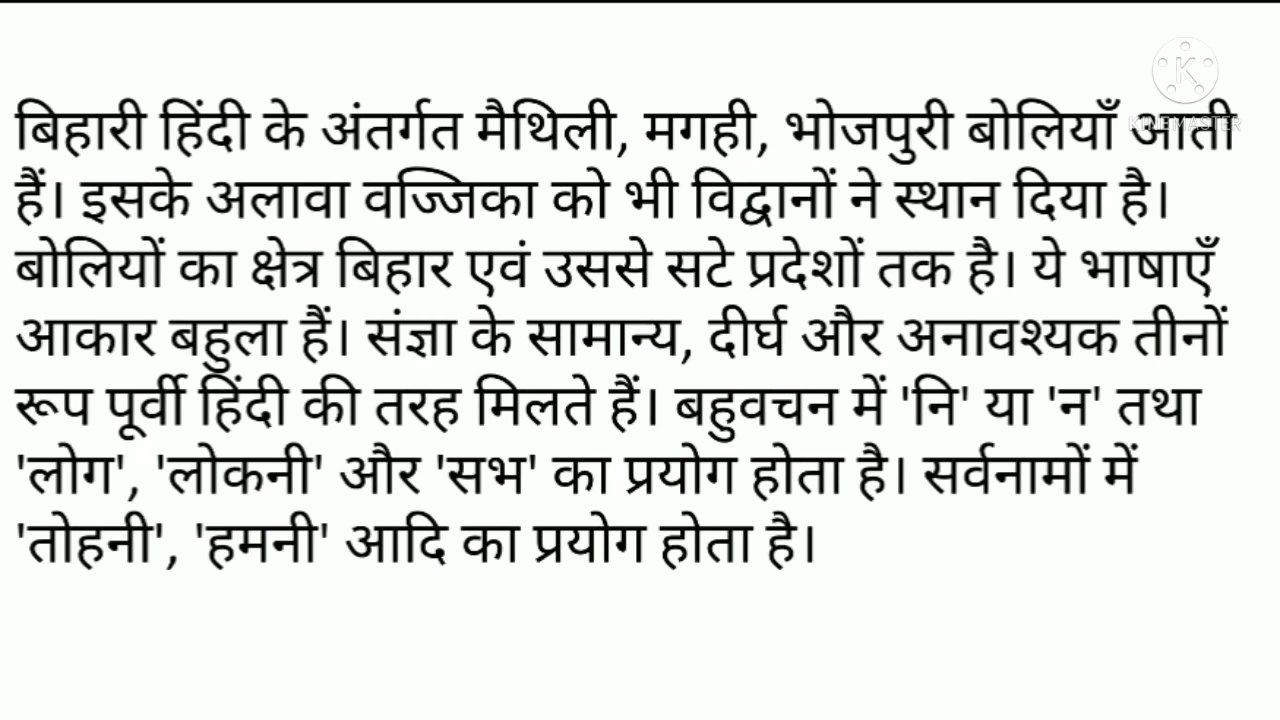 बिहारी हिंदी के अंतर्गत मैथिली, मगही, भोजपुरी बोलियाँ आती
हैं। इसके अलावा वज्जिका को भी विद्वानों ने स्थान दिया है।
बोलियों का क्षेत्र बिहार एवं उससे सटे प्रदेशों तक है। ये भाषाएँ
आकार बहुला हैं। संज्ञा के सामान्य, दीर्घ और अनावश्यक तीनों
रूप पूर्वी हिंदी की तरह मिलते हैं। बहुवचन में 'नि' या 'न' तथा
'लोग', 'लोकनी' और 'सभ' का प्रयोग होता है। सर्वनामों में
'तोहनी', 'हमनी' आदि का प्रयोग होता है।
K
KINEMASTER